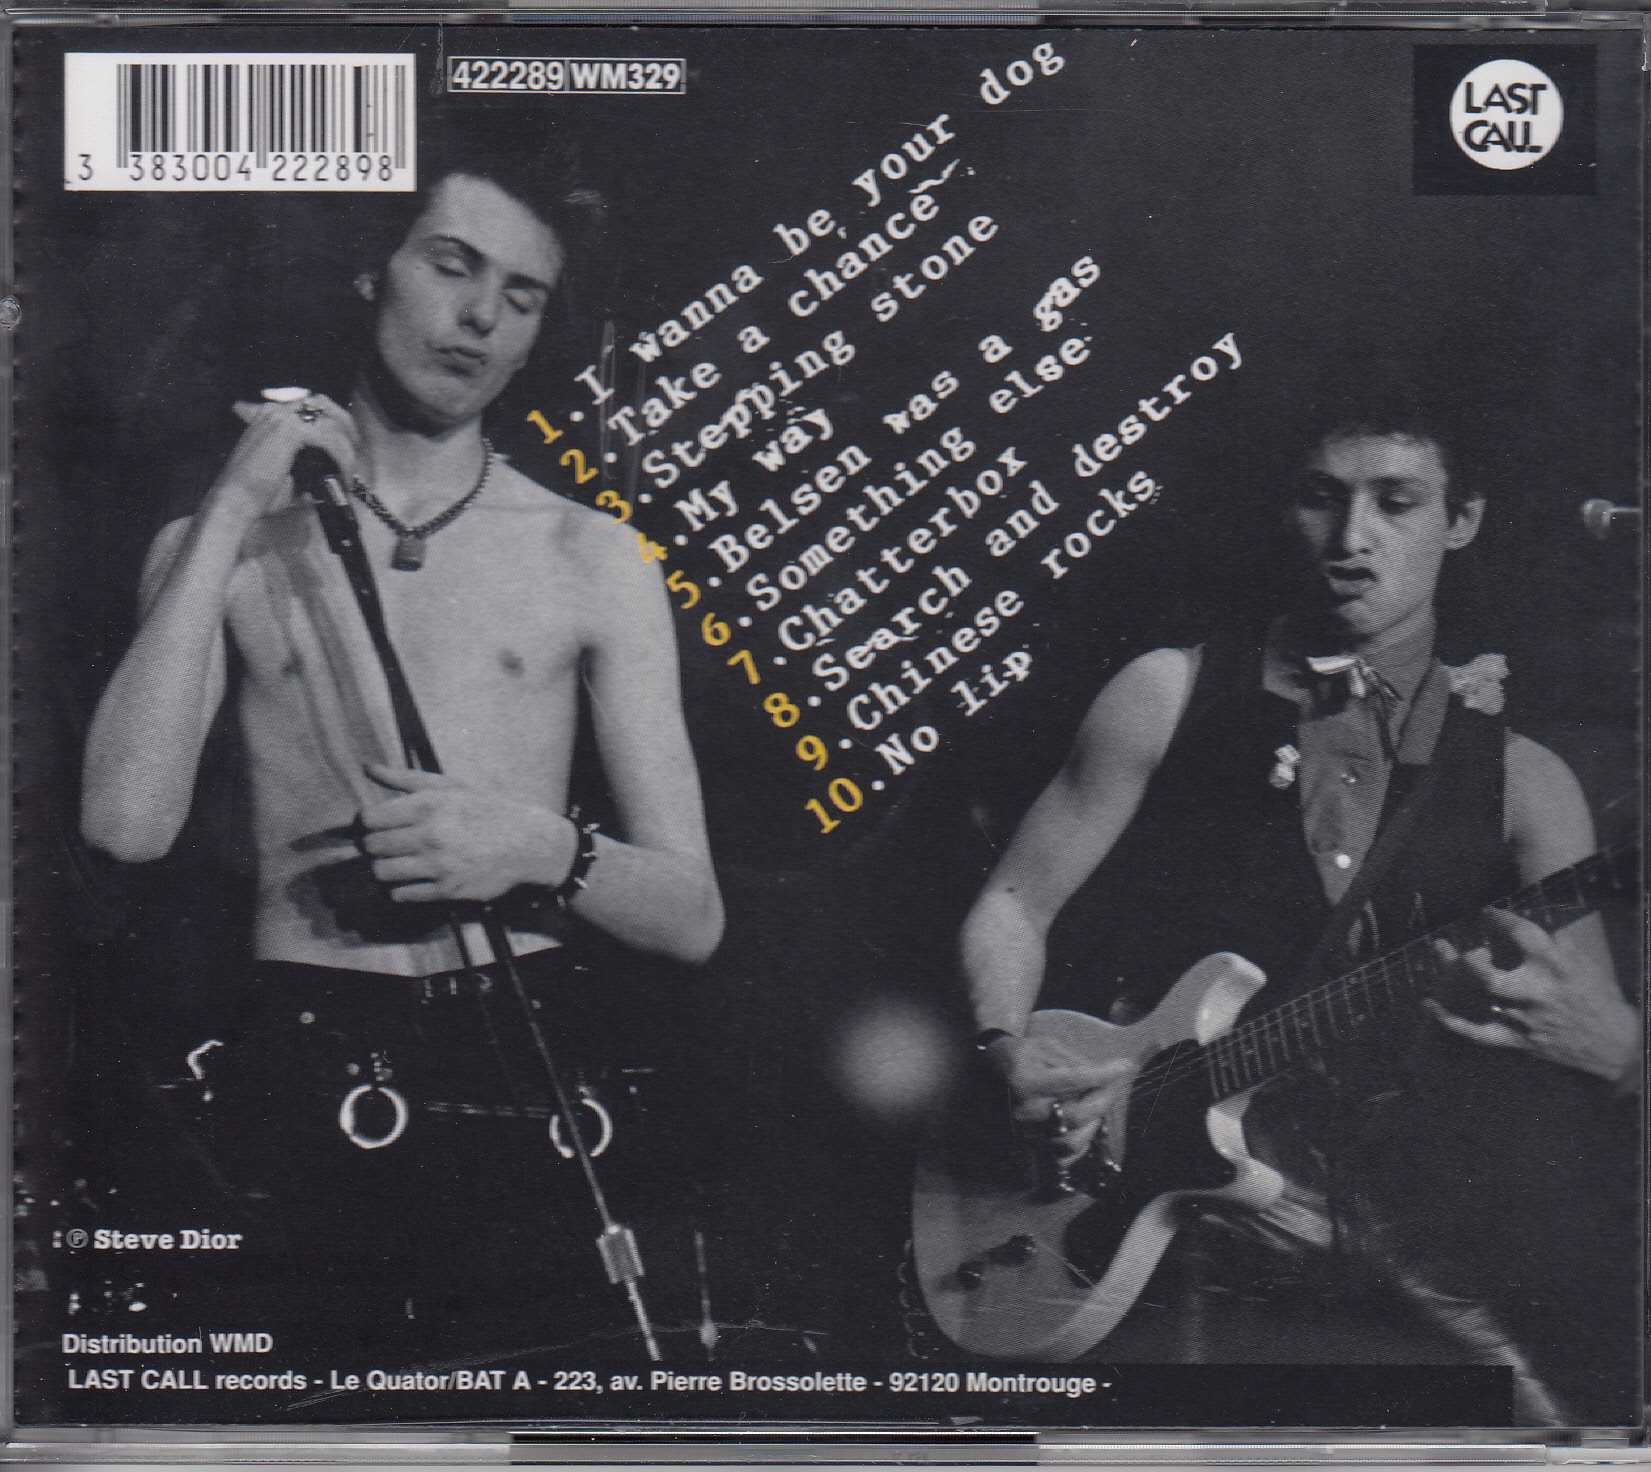 422289 WM329
LAST
CALL
3 383004 222898
1. I wanna be your dog
2. Take a chance
3. Stepping stone
4. My way
5. Belsen was a gas
6. Something else
7. Chatterbox
8. Search and destroy
9. Chinese rocks
10. No lip
: ℗ Steve Dior
Distribution WMD
LAST CALL records - Le Quator/BAT A - 223, av. Pierre Brossolette - 92120 Montrouge -